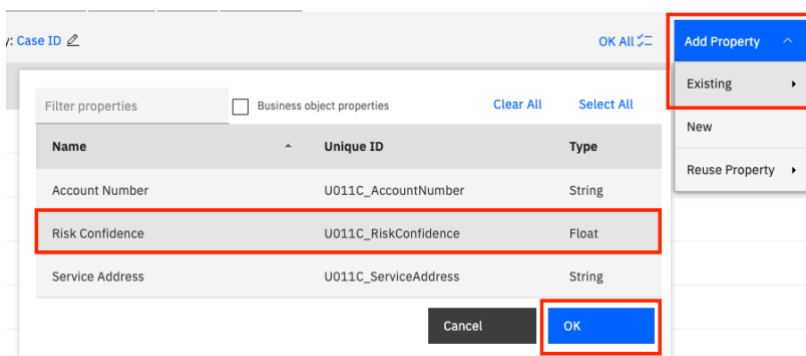 y: Case ID
OK All
Add Property
Existing
New
Reuse Property
Filter properties
Business object properties
Clear All
Select All
Name
Unique ID
Type
Account Number
U011C_AccountNumber
String
Risk Confidence
U011C_RiskConfidence
Float
Service Address
U011C_ServiceAddress
String
Cancel
OK